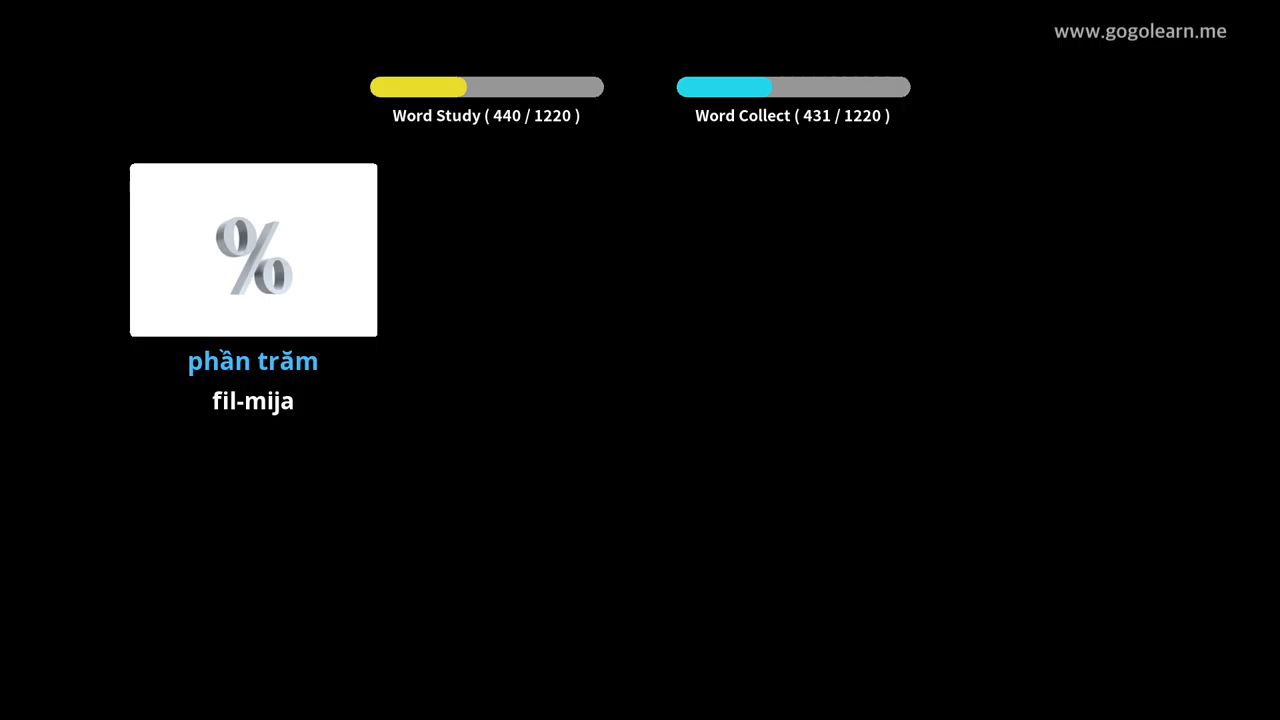 www.gogolearn.me
Word Study ( 440 / 1220 )
Word Collect ( 431 / 1220 )
%
phần trăm
fil-mija